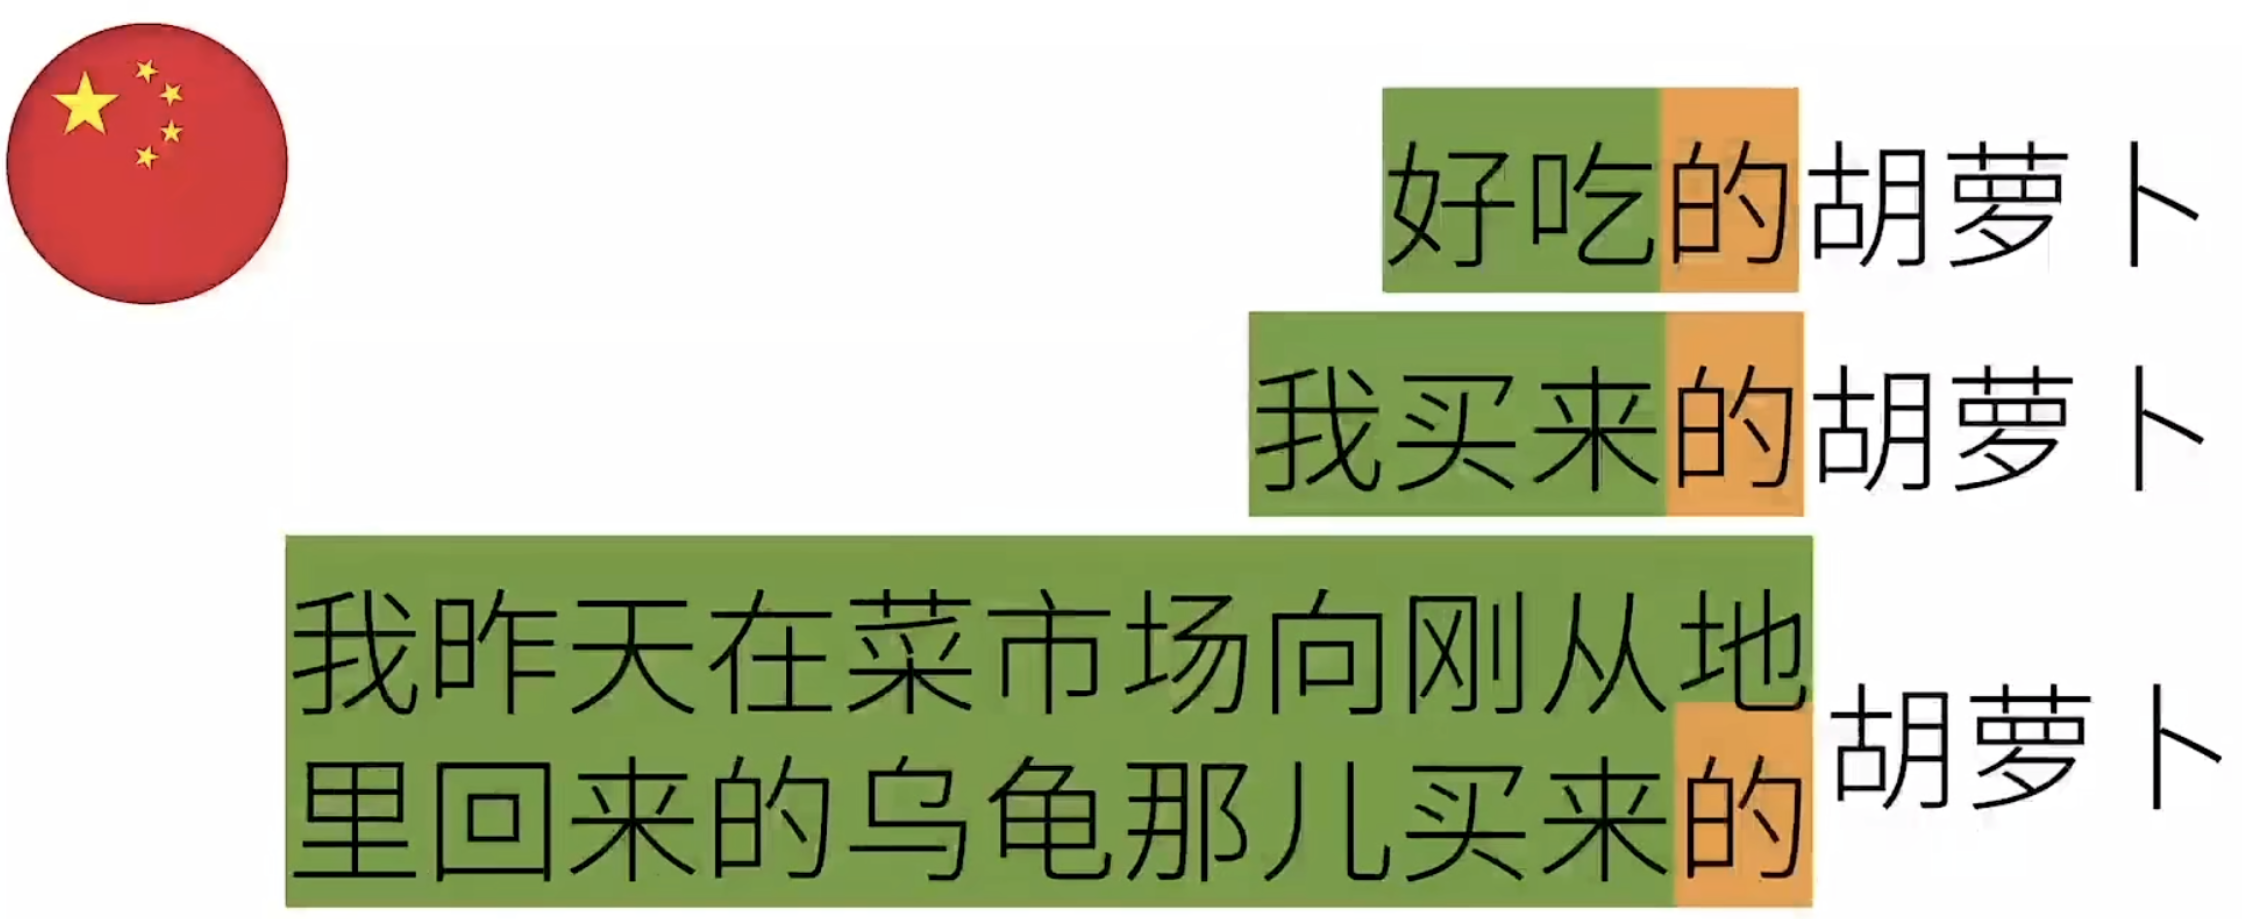 好吃的胡萝卜
我买来的胡萝卜
我昨天在菜市场向刚从地
里回来的乌龟那儿买来的
胡萝卜